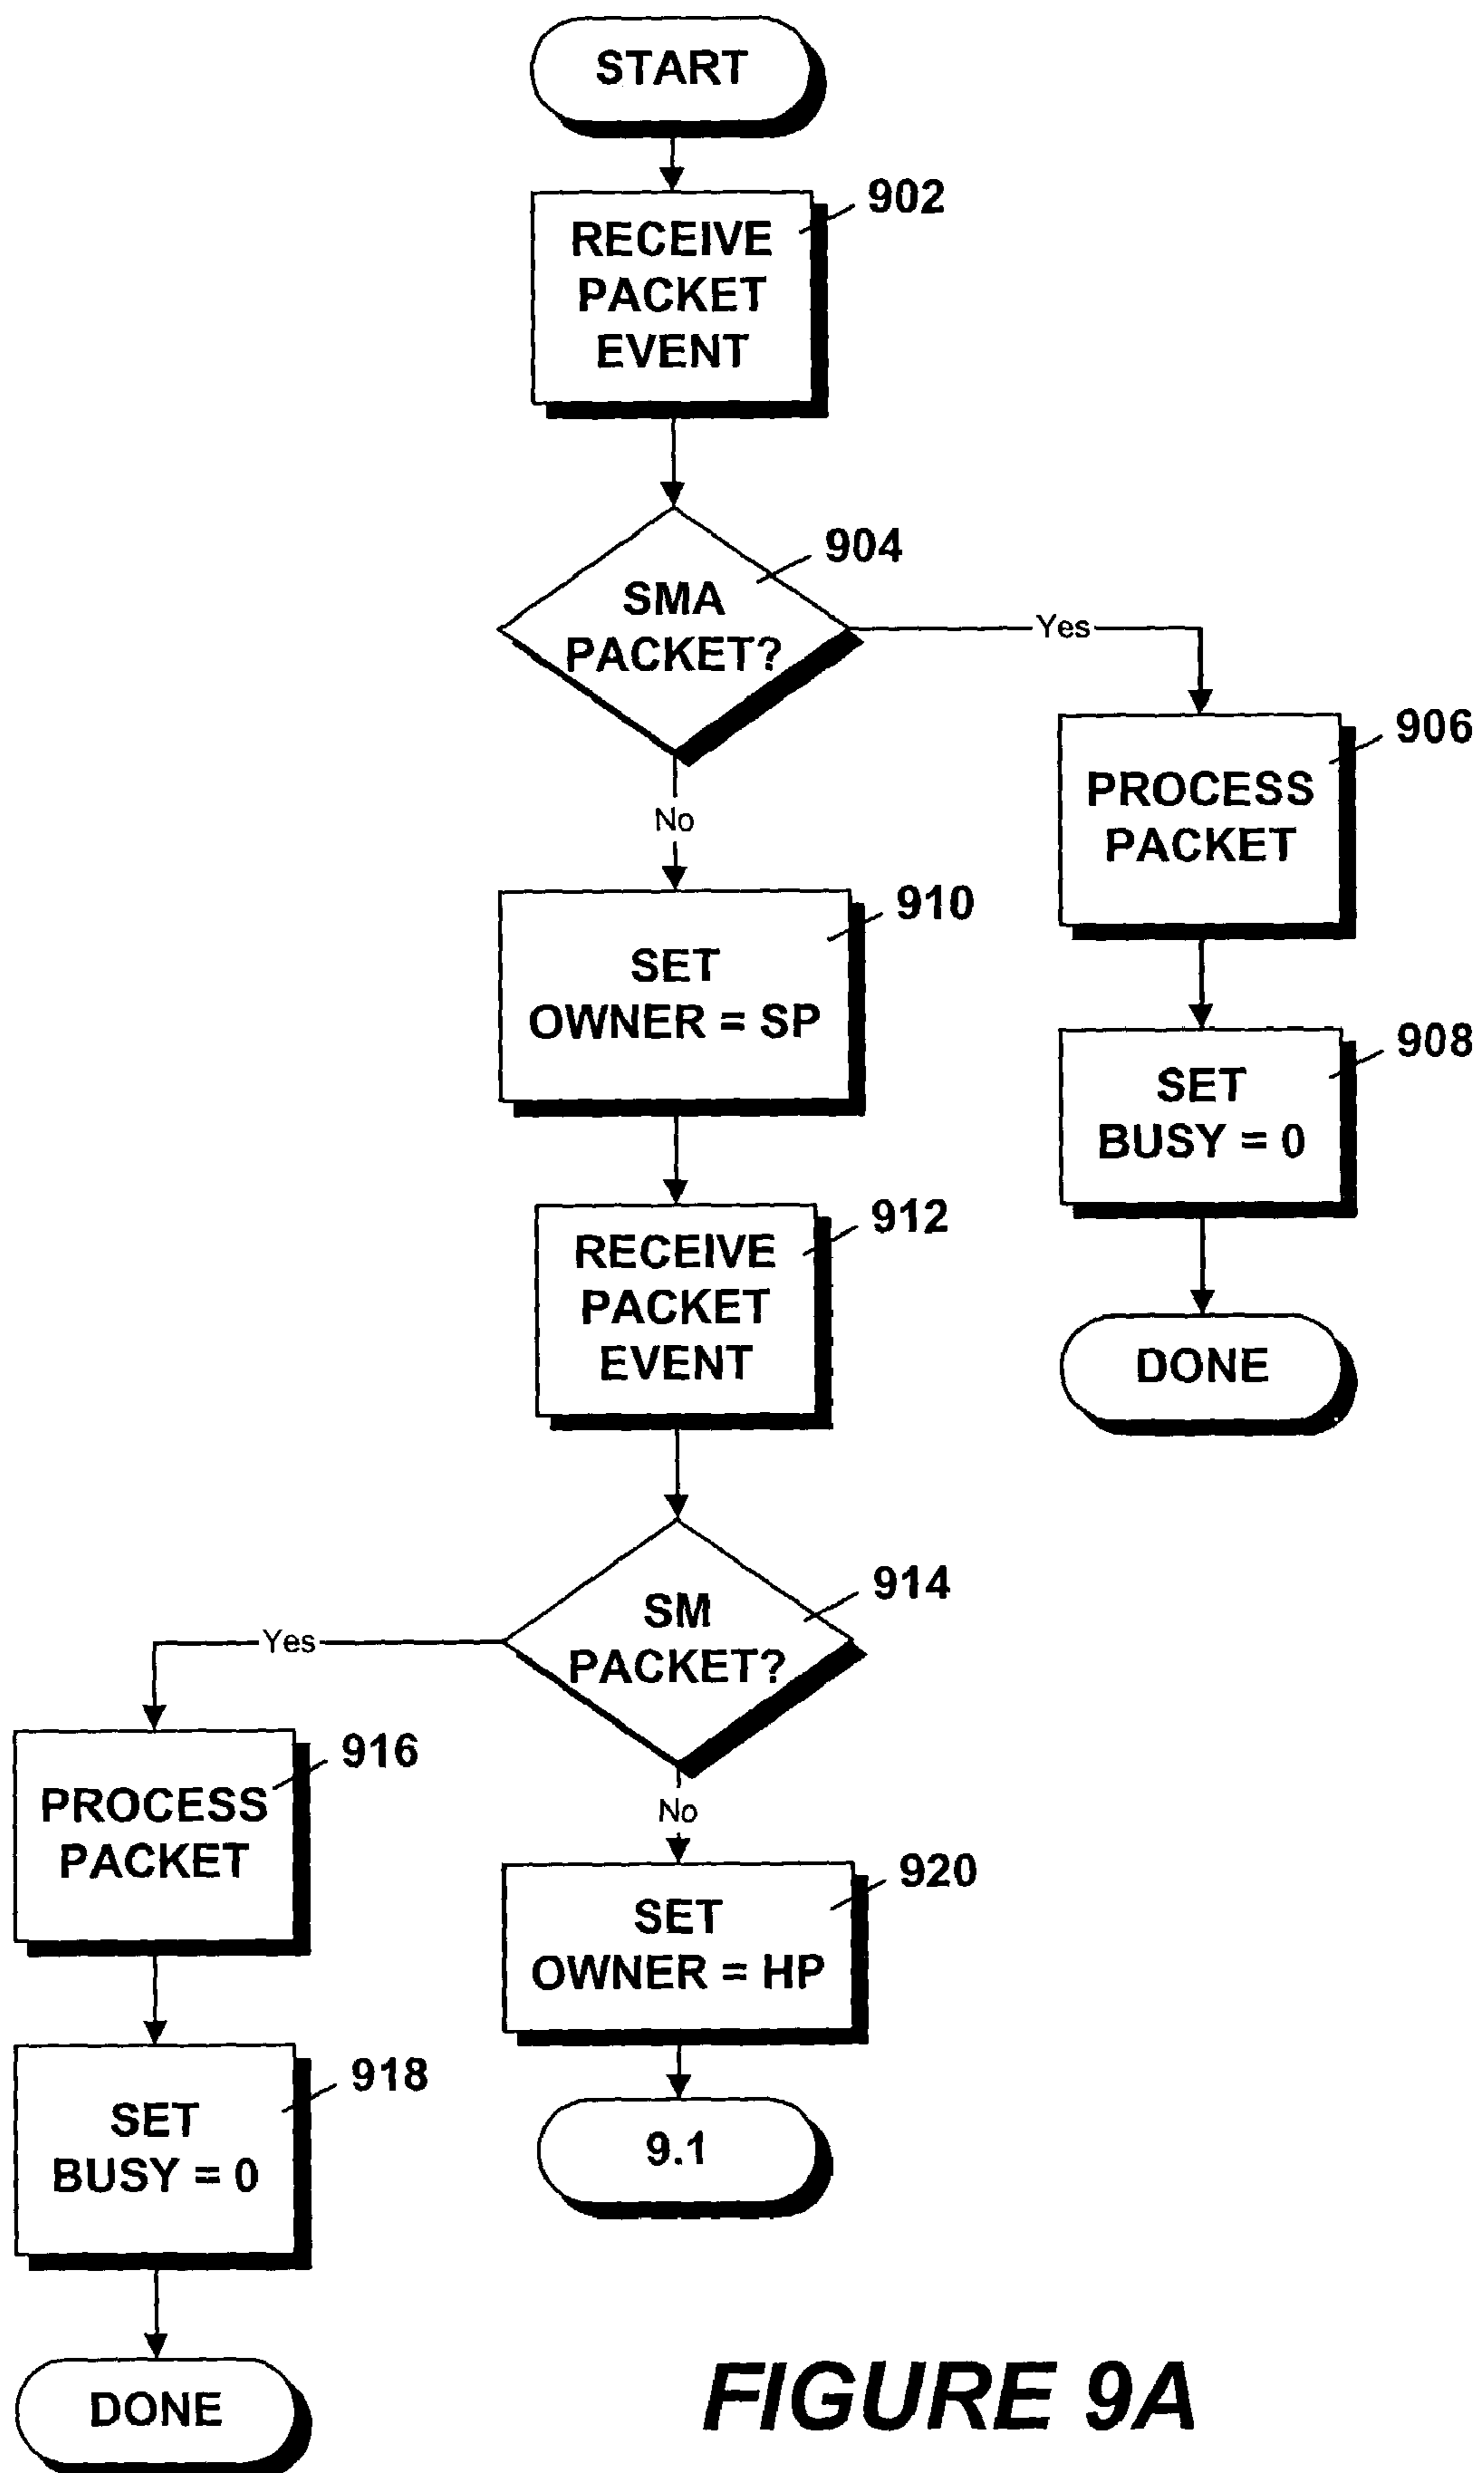 START
902
RECEIVE
PACKET
EVENT
904
SMA
PACKET?
Yes
No
906
PROCESS
PACKET
910
SET
OWNER = SP
908
SET
BUSY = 0
912
RECEIVE
PACKET
EVENT
DONE
914
SM
PACKET?
Yes
No
916
PROCESS
PACKET
920
SET
OWNER = HP
918
SET
BUSY = 0
9.1
DONE
FIGURE 9A